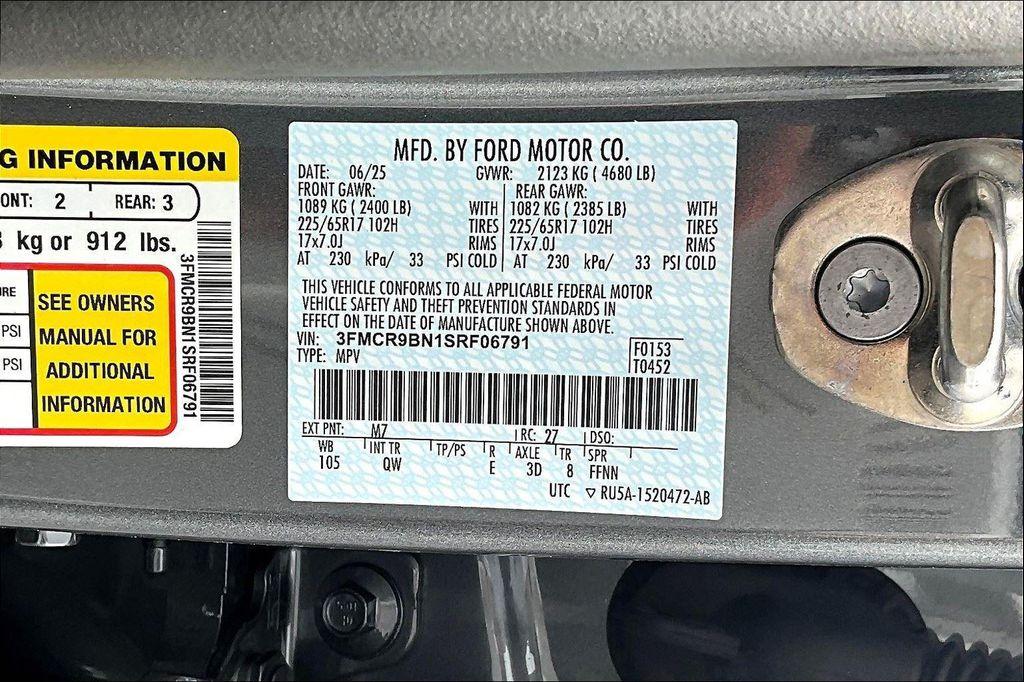 G INFORMATION
ONT: 2 REAR: 3
kg or 912 lbs.
SEE OWNERS
MANUAL FOR
ADDITIONAL
INFORMATION
PSI
PSI
3FMCR9BN1SRF06791
MFD. BY FORD MOTOR CO.
DATE: 06/25 GVWR: 2123 KG ( 4680 LB)
FRONT GAWR: REAR GAWR:
1089 KG ( 2400 LB) WITH 1082 KG ( 2385 LB) WITH
225/65R17 102H TIRES 225/65R17 102H TIRES
17x7.0J RIMS 17x7.0J RIMS
AT 230 kPa/ 33 PSI COLD AT 230 kPa/ 33 PSI COLD
THIS VEHICLE CONFORMS TO ALL APPLICABLE FEDERAL MOTOR
VEHICLE SAFETY AND THEFT PREVENTION STANDARDS IN
EFFECT ON THE DATE OF MANUFACTURE SHOWN ABOVE.
VIN: 3FMCR9BN1SRF06791
TYPE: MPV
F0153
T0452
EXT PNT: M7 RC: 27 DSO:
WB INT TR TP/PS R AXLE TR SPR
105 QW E 3D 8 FFNN
UTC ▽ RU5A-1520472-AB